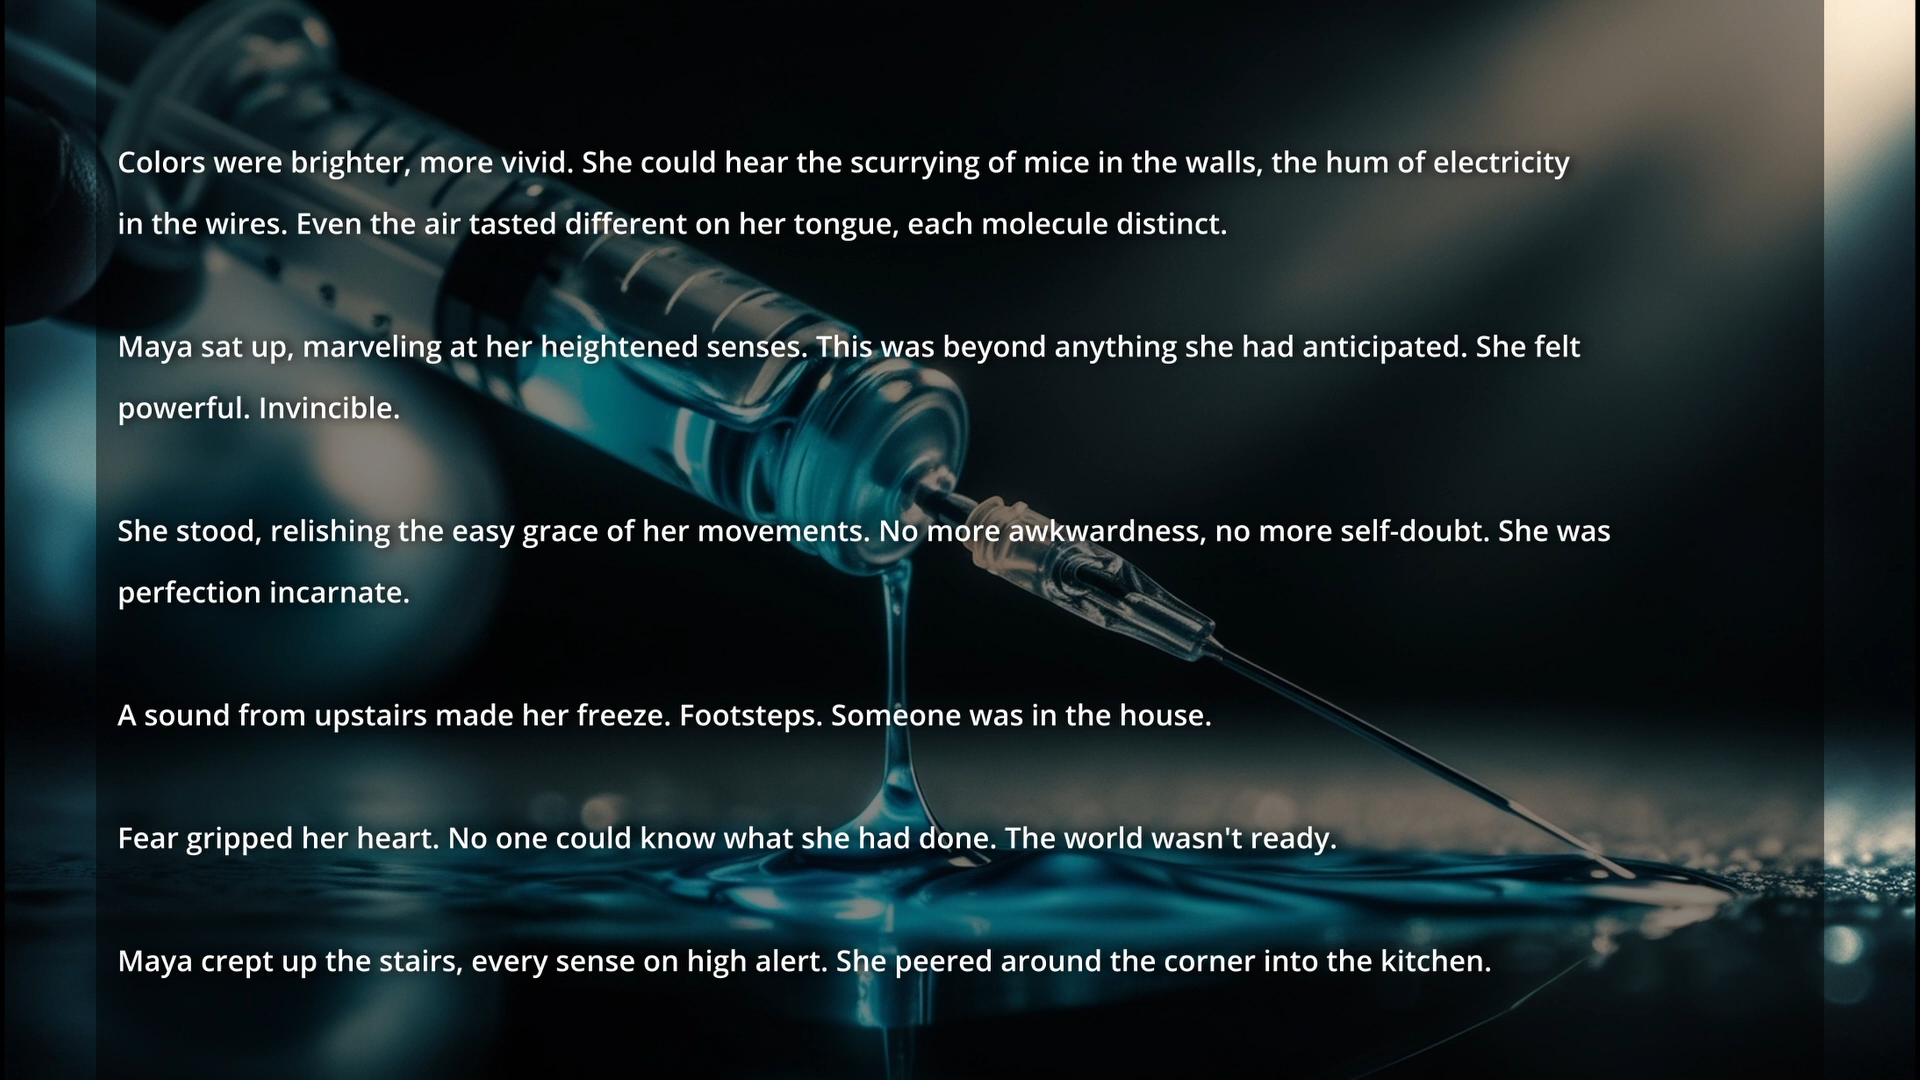 Colors were brighter, more vivid. She could hear the scurrying of mice in the walls, the hum of electricity
in the wires. Even the air tasted different on her tongue, each molecule distinct.
Maya sat up, marveling at her heightened senses. This was beyond anything she had anticipated. She felt
powerful. Invincible.
She stood, relishing the easy grace of her movements. No more awkwardness, no more self-doubt. She was
perfection incarnate.
A sound from upstairs made her freeze. Footsteps. Someone was in the house.
Fear gripped her heart. No one could know what she had done. The world wasn't ready.
Maya crept up the stairs, every sense on high alert. She peered around the corner into the kitchen.